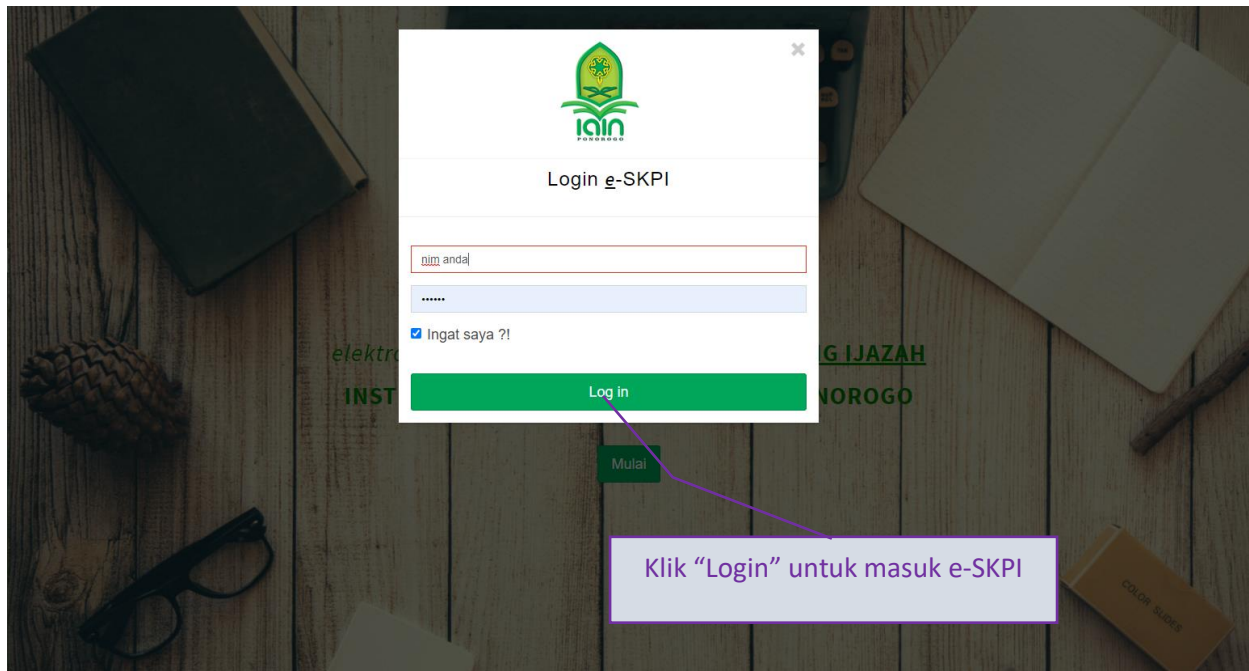 iain
PONOROGO
Login e-SKPI
nim anda
Ingat saya ?!
Log in
elektro G IJAZAH
INST NOROGO
Mulai
Klik “Login” untuk masuk e-SKPI
COLOR SLIDES